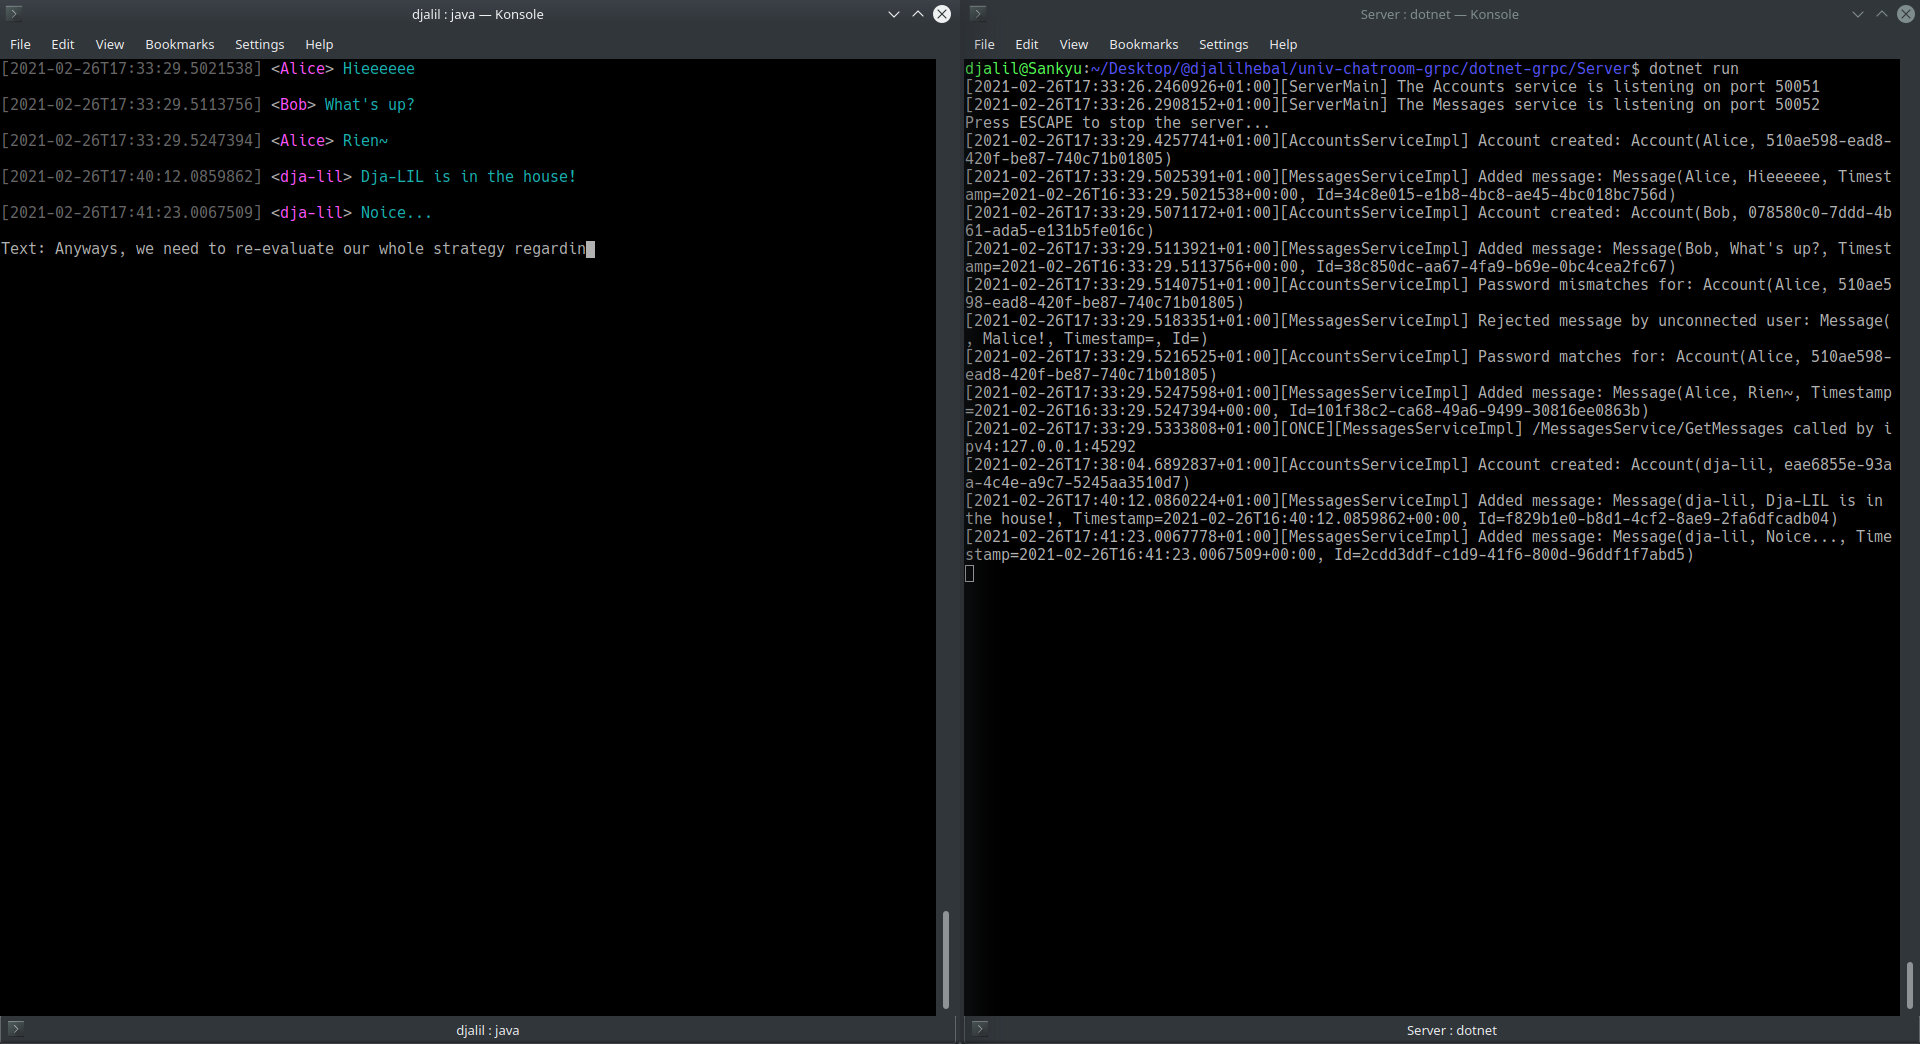 djalil : java — Konsole
File Edit View Bookmarks Settings Help
[2021-02-26T17:33:29.5021538] <Alice> Hieeeeee
[2021-02-26T17:33:29.5113756] <Bob> What's up?
[2021-02-26T17:33:29.5247394] <Alice> Rien~
[2021-02-26T17:40:12.0859862] <dja-lil> Dja-LIL is in the house!
[2021-02-26T17:41:23.0067509] <dja-lil> Noice...
Text: Anyways, we need to re-evaluate our whole strategy regardin
djalil : java
Server : dotnet — Konsole
File Edit View Bookmarks Settings Help
djalil@Sankyu:~/Desktop/@djalilhebal/univ-chatroom-grpc/dotnet-grpc/Server$ dotnet run
[2021-02-26T17:33:26.2460926+01:00][ServerMain] The Accounts service is listening on port 50051
[2021-02-26T17:33:26.2908152+01:00][ServerMain] The Messages service is listening on port 50052
Press ESCAPE to stop the server...
[2021-02-26T17:33:29.4257741+01:00][AccountsServiceImpl] Account created: Account(Alice, 510ae598-ead8-
420f-be87-740c71b01805)
[2021-02-26T17:33:29.5025391+01:00][MessagesServiceImpl] Added message: Message(Alice, Hieeeeee, Timest
amp=2021-02-26T16:33:29.5021538+00:00, Id=34c8e015-e1b8-4bc8-ae45-4bc018bc756d)
[2021-02-26T17:33:29.5071172+01:00][AccountsServiceImpl] Account created: Account(Bob, 078580c0-7ddd-4b
61-ada5-e131b5fe016c)
[2021-02-26T17:33:29.5113921+01:00][MessagesServiceImpl] Added message: Message(Bob, What's up?, Timest
amp=2021-02-26T16:33:29.5113756+00:00, Id=38c850dc-aa67-4fa9-b69e-0bc4cea2fc67)
[2021-02-26T17:33:29.5140751+01:00][AccountsServiceImpl] Password mismatches for: Account(Alice, 510ae5
98-ead8-420f-be87-740c71b01805)
[2021-02-26T17:33:29.5183351+01:00][MessagesServiceImpl] Rejected message by unconnected user: Message(
, Malice!, Timestamp=, Id=)
[2021-02-26T17:33:29.5216525+01:00][AccountsServiceImpl] Password matches for: Account(Alice, 510ae598-
ead8-420f-be87-740c71b01805)
[2021-02-26T17:33:29.5247598+01:00][MessagesServiceImpl] Added message: Message(Alice, Rien~, Timestamp
=2021-02-26T16:33:29.5247394+00:00, Id=101f38c2-ca68-49a6-9499-30816ee0863b)
[2021-02-26T17:33:29.5333808+01:00][ONCE][MessagesServiceImpl] /MessagesService/GetMessages called by i
pv4:127.0.0.1:45292
[2021-02-26T17:38:04.6892837+01:00][AccountsServiceImpl] Account created: Account(dja-lil, eae6855e-93a
a-4c4e-a9c7-5245aa3510d7)
[2021-02-26T17:40:12.0860224+01:00][MessagesServiceImpl] Added message: Message(dja-lil, Dja-LIL is in
the house!, Timestamp=2021-02-26T16:40:12.0859862+00:00, Id=f829b1e0-b8d1-4cf2-8ae9-2fa6dfcadb04)
[2021-02-26T17:41:23.0067778+01:00][MessagesServiceImpl] Added message: Message(dja-lil, Noice..., Time
stamp=2021-02-26T16:41:23.0067509+00:00, Id=2cdd3ddf-c1d9-41f6-800d-96ddf1f7abd5)
Server : dotnet